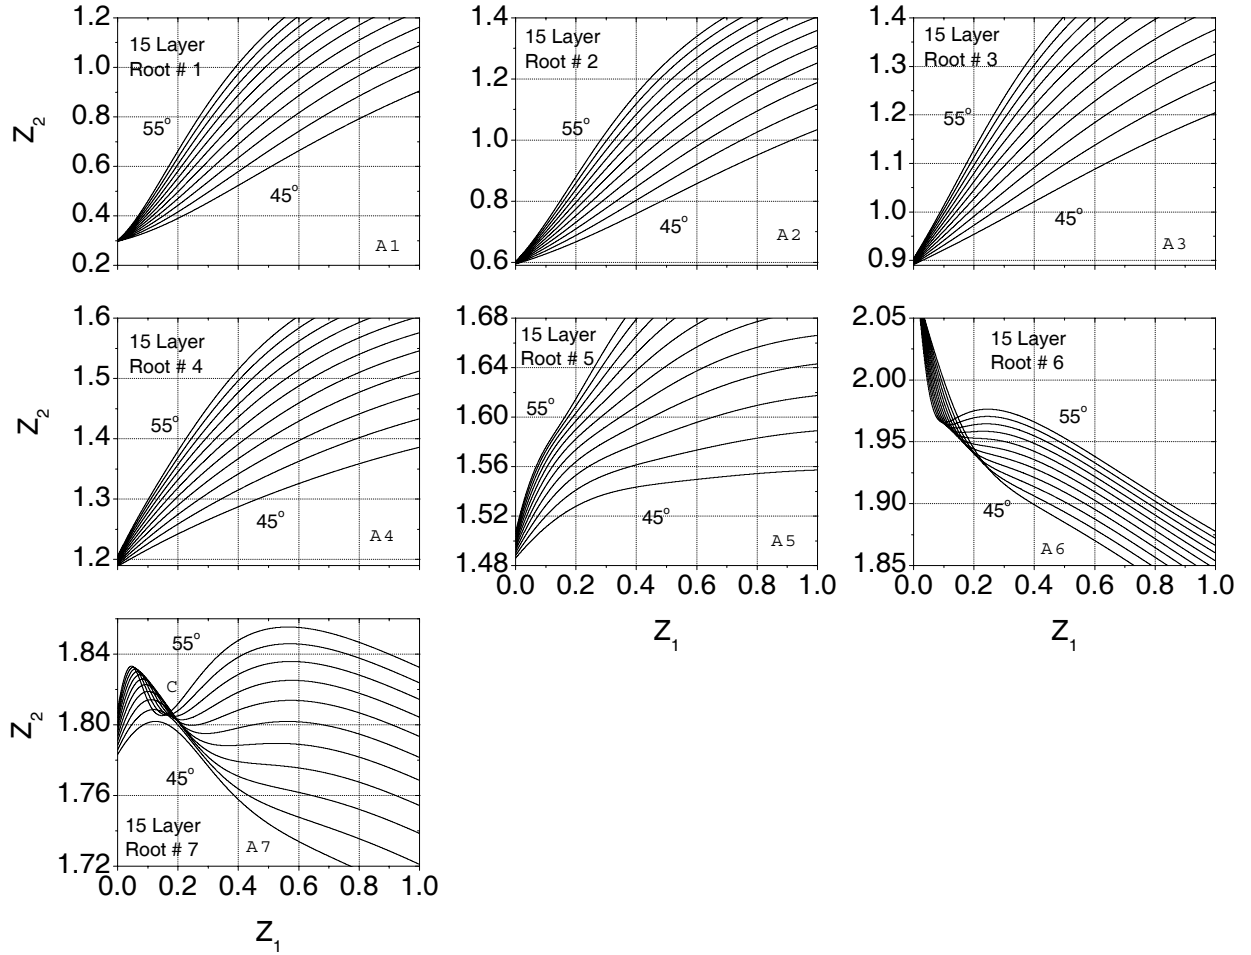 1.2
1.0
0.8
0.6
0.4
0.2
Z2
15 Layer
Root # 1
55°
45°
A1
1.4
1.2
1.0
0.8
0.6
15 Layer
Root # 2
55°
45°
A2
1.4
1.3
1.2
1.1
1.0
0.9
15 Layer
Root # 3
55°
45°
A3
1.6
1.5
1.4
1.3
1.2
Z2
15 Layer
Root # 4
55°
45°
A4
1.68
1.64
1.60
1.56
1.52
1.48
15 Layer
Root # 5
55°
45°
A5
0.0 0.2 0.4 0.6 0.8 1.0
Z1
2.05
2.00
1.95
1.90
1.85
15 Layer
Root # 6
55°
45°
A6
0.0 0.2 0.4 0.6 0.8 1.0
Z1
1.84
1.80
1.76
1.72
Z2
55°
C
45°
15 Layer
Root # 7
A7
0.0 0.2 0.4 0.6 0.8 1.0
Z1